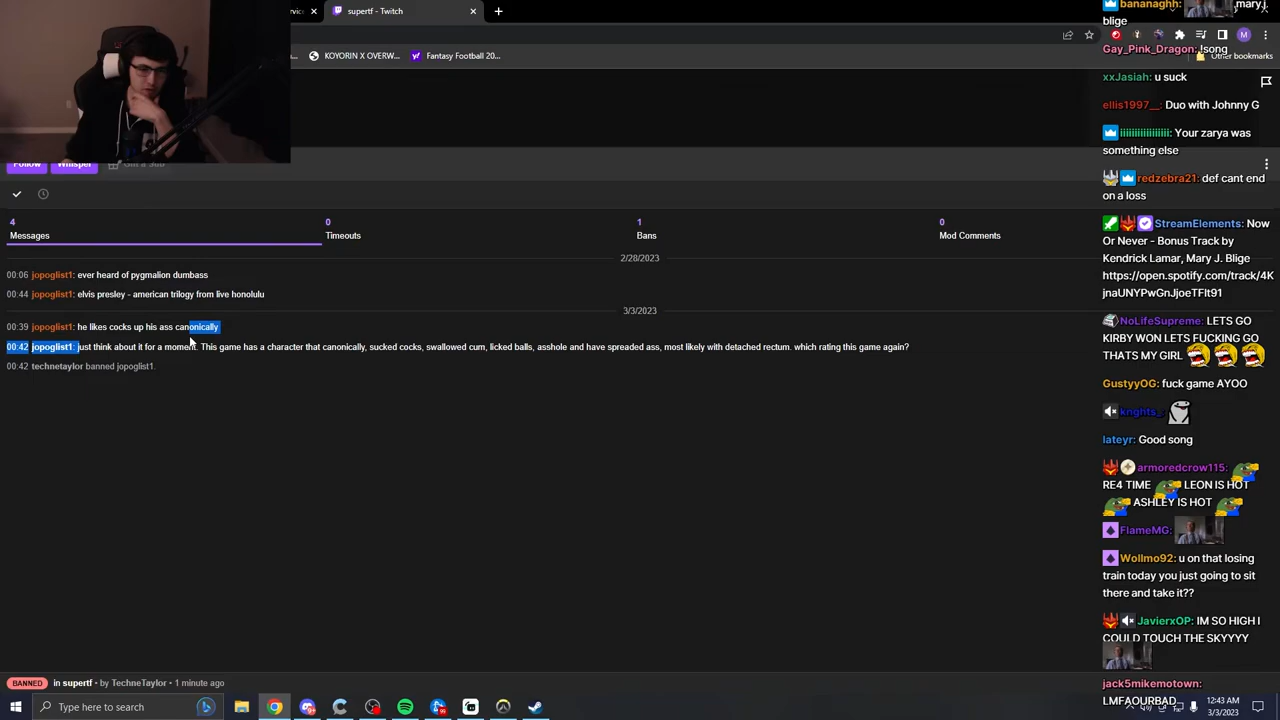 supertf - Twitch
KOYORIN X OVERW...
Fantasy Football 20...
Other bookmarks
Follow
Whisper
Gift a Sub
4
Messages
0
Timeouts
1
Bans
0
Mod Comments
2/28/2023
00:06 jopoglist1: ever heard of pygmalion dumbass
00:44 jopoglist1: elvis presley - american trilogy from live honolulu
3/3/2023
00:39 jopoglist1: he likes cocks up his ass canonically
00:42 jopoglist1: just think about it for a moment. This game has a character that canonically, sucked cocks, swallowed cum, licked balls, asshole and have spreaded ass, most likely with detached rectum. which rating this game again?
00:42 technetaylor banned jopoglist1.
BANNED in supertf • by TechneTaylor • 1 minute ago
bananaghh: mary j
blige
Gay_Pink_Dragon: !song
xxJasiah: u suck
ellis1997__: Duo with Johnny G
Your zarya was
something else
redzebra21: def cant end
on a loss
StreamElements: Now
Or Never - Bonus Track by
Kendrick Lamar, Mary J. Blige
https://open.spotify.com/track/4K
jnaUNYPwGnJjoeTFIt91
NoLifeSupreme: LETS GO
KIRBY WON LETS FUCKING GO
THATS MY GIRL
GustyyOG: fuck game AYOO
knghts_:
lateyr: Good song
armoredcrow115:
RE4 TIME LEON IS HOT
ASHLEY IS HOT
FlameMG:
Wollmo92: u on that losing
train today you just going to sit
there and take it??
JavierxOP: IM SO HIGH I
COULD TOUCH THE SKYYYY
jack5mikemotown:
LMFAOURBAD
Type here to search
99
12:43 AM
3/3/2023